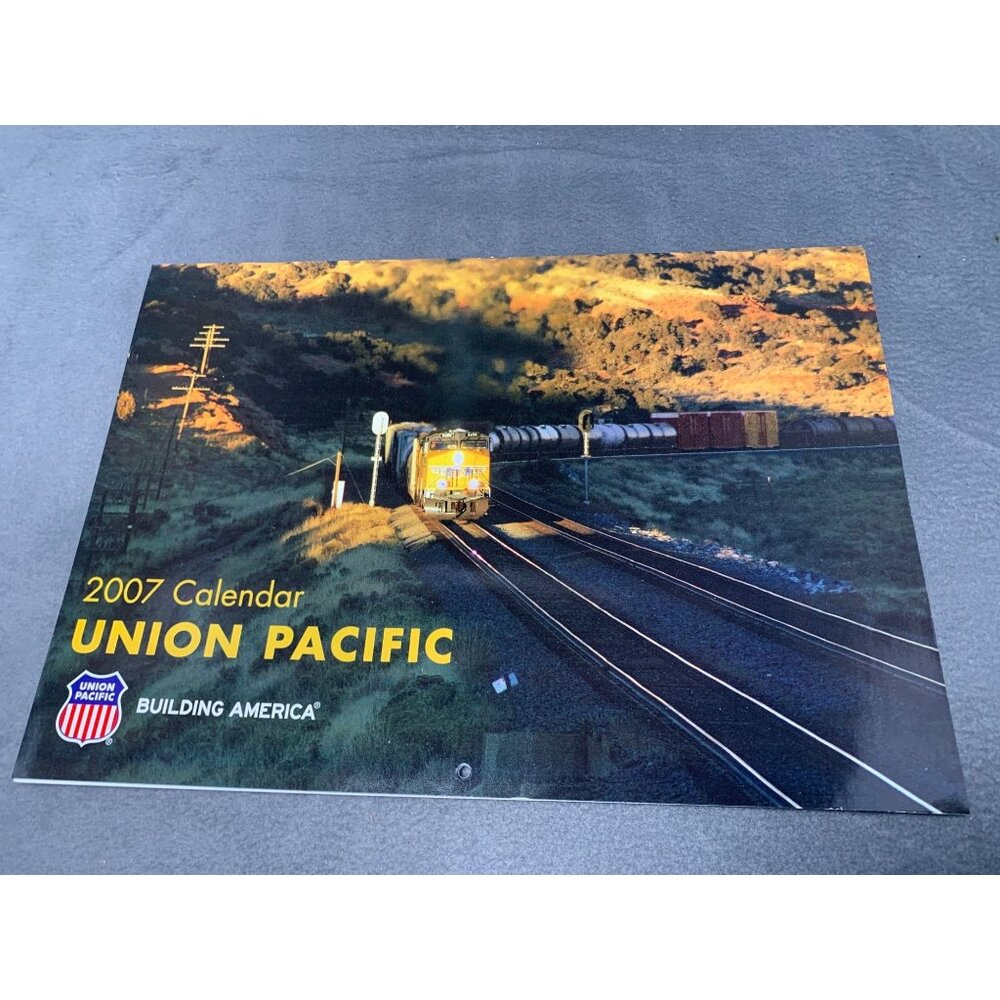 2007 Calendar
UNION PACIFIC
UNION
PACIFIC
®
BUILDING AMERICA®